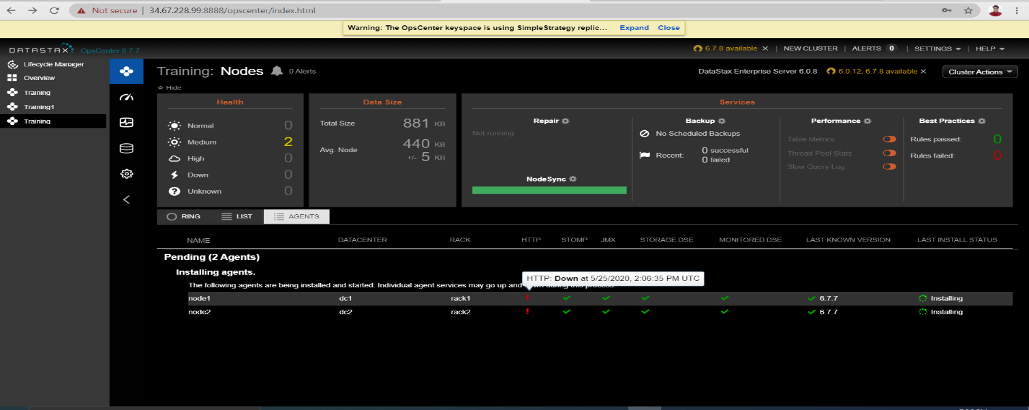 Not secure | 34.67.228.99:8888/opscenter/index.html
Warning: The OpsCenter keyspace is using SimpleStrategy replic... Expand Close
DATASTAX OpsCenter 6.7.7
6.7.8 available × | NEW CLUSTER | ALERTS 0 | SETTINGS | HELP
Lifecycle Manager
Overview
Training
Training1
Training
Training: Nodes 0 Alerts
DataStax Enterprise Server 6.0.8 6.0.12, 6.7.8 available × Cluster Actions
Hide
Health
Normal 0
Medium 2
High 0
Down 0
Unknown 0
Data Size
Total Size 881 KB
Avg. Node 440 KB
+/- 5 KB
Services
Repair
Not running
NodeSync
Backup
No Scheduled Backups
Recent: 0 successful
0 failed
Performance
Table Metrics
Thread Pool Stats
Slow Query Log
Best Practices
Rules passed: 0
Rules failed: 0
RING LIST AGENTS
NAME DATACENTER RACK HTTP STOMP JMX STORAGE DSE MONITORED DSE LAST KNOWN VERSION LAST INSTALL STATUS
Pending (2 Agents)
Installing agents.
HTTP: Down at 5/25/2020, 2:06:35 PM UTC
The following agents are being installed and started. Individual agent services may go up and down during this process.
node1 dc1 rack1 ! 6.7.7 Installing
node2 dc2 rack2 ! 6.7.7 Installing